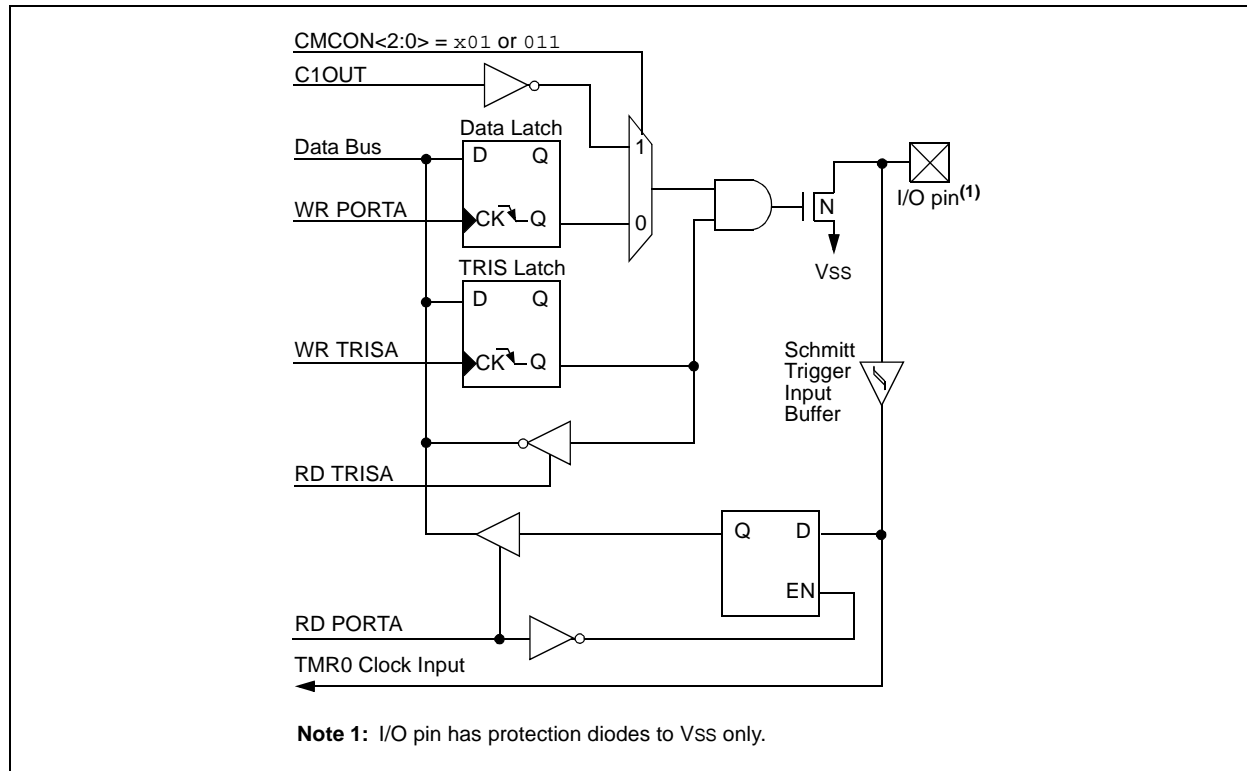 CMCON<2:0> = x01 or 011
C1OUT
Data Latch
Data Bus
D Q
1
I/O pin(1)
WR PORTA
CK Q
0
N
VSS
TRIS Latch
D Q
WR TRISA
CK Q
Schmitt
Trigger
Input
Buffer
RD TRISA
Q D
EN
RD PORTA
TMR0 Clock Input
Note 1: I/O pin has protection diodes to VSS only.